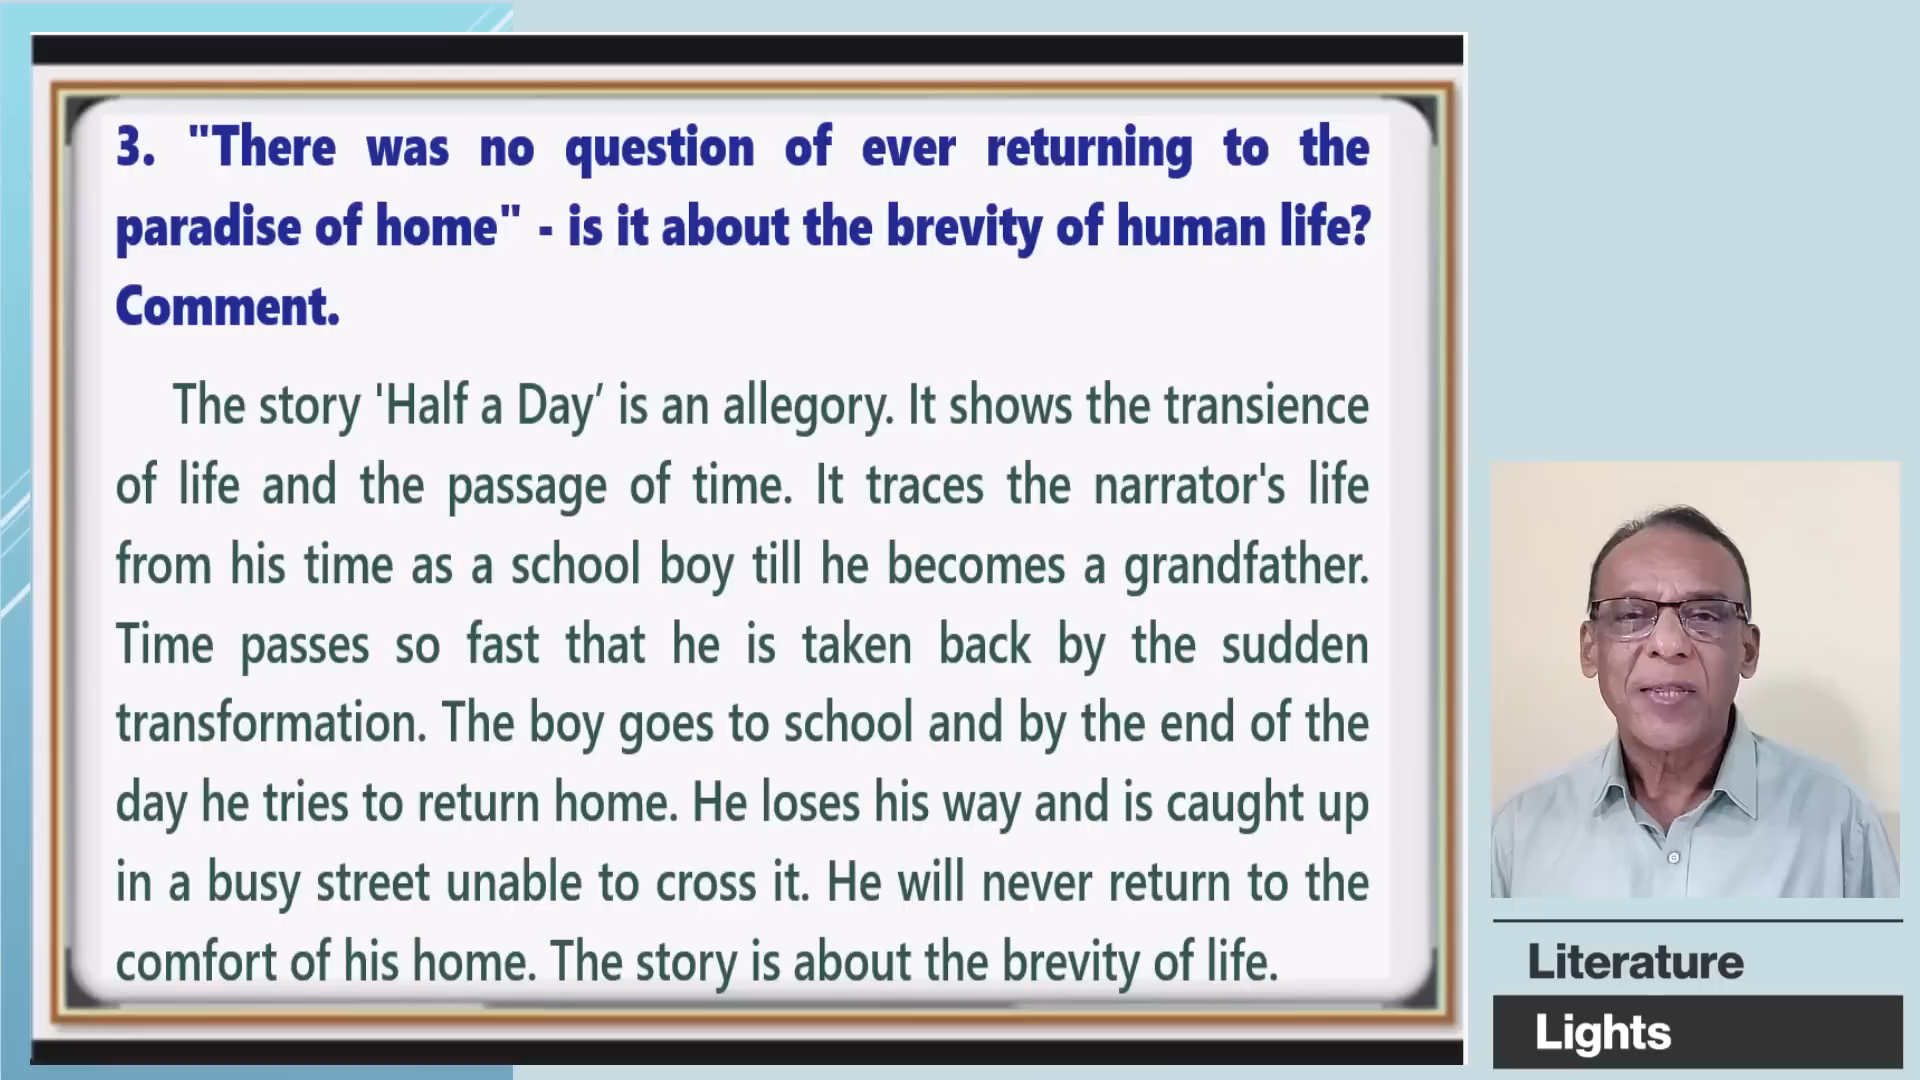 3. "There was no question of ever returning to the
paradise of home" - is it about the brevity of human life?
Comment.
The story 'Half a Day’ is an allegory. It shows the transience
of life and the passage of time. It traces the narrator's life
from his time as a school boy till he becomes a grandfather.
Time passes so fast that he is taken back by the sudden
transformation. The boy goes to school and by the end of the
day he tries to return home. He loses his way and is caught up
in a busy street unable to cross it. He will never return to the
comfort of his home. The story is about the brevity of life.
Literature
Lights